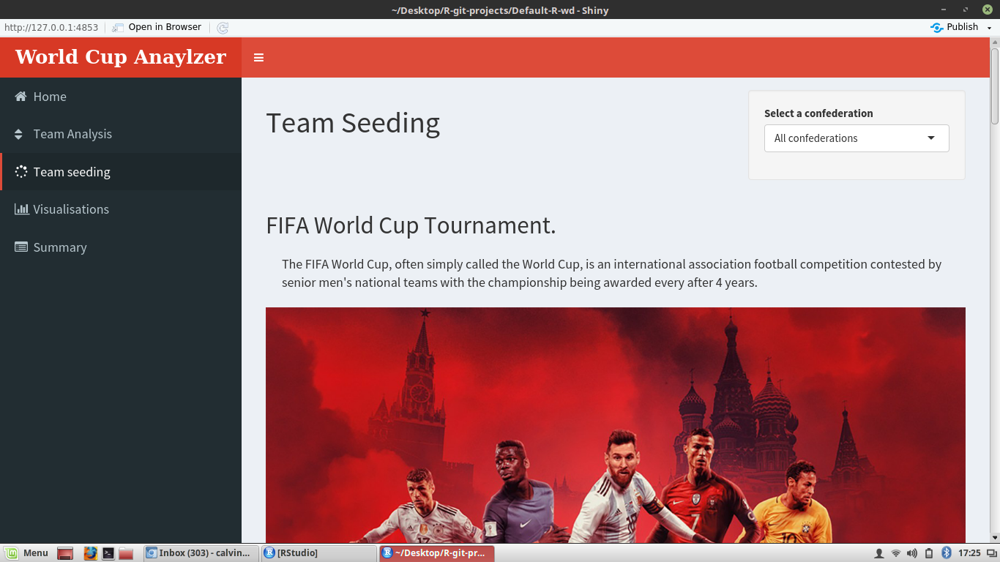 ~/Desktop/R-git-projects/Default-R-wd - Shiny
http://127.0.0.1:4853 Open in Browser Publish
World Cup Anaylzer
Home
Team Analysis
Team seeding
Visualisations
Summary
Team Seeding
Select a confederation
All confederations
FIFA World Cup Tournament.
The FIFA World Cup, often simply called the World Cup, is an international association football competition contested by
senior men's national teams with the championship being awarded every after 4 years.
7
10
Menu Inbox (303) - calvin... [RStudio] ~/Desktop/R-git-pr... 17:25